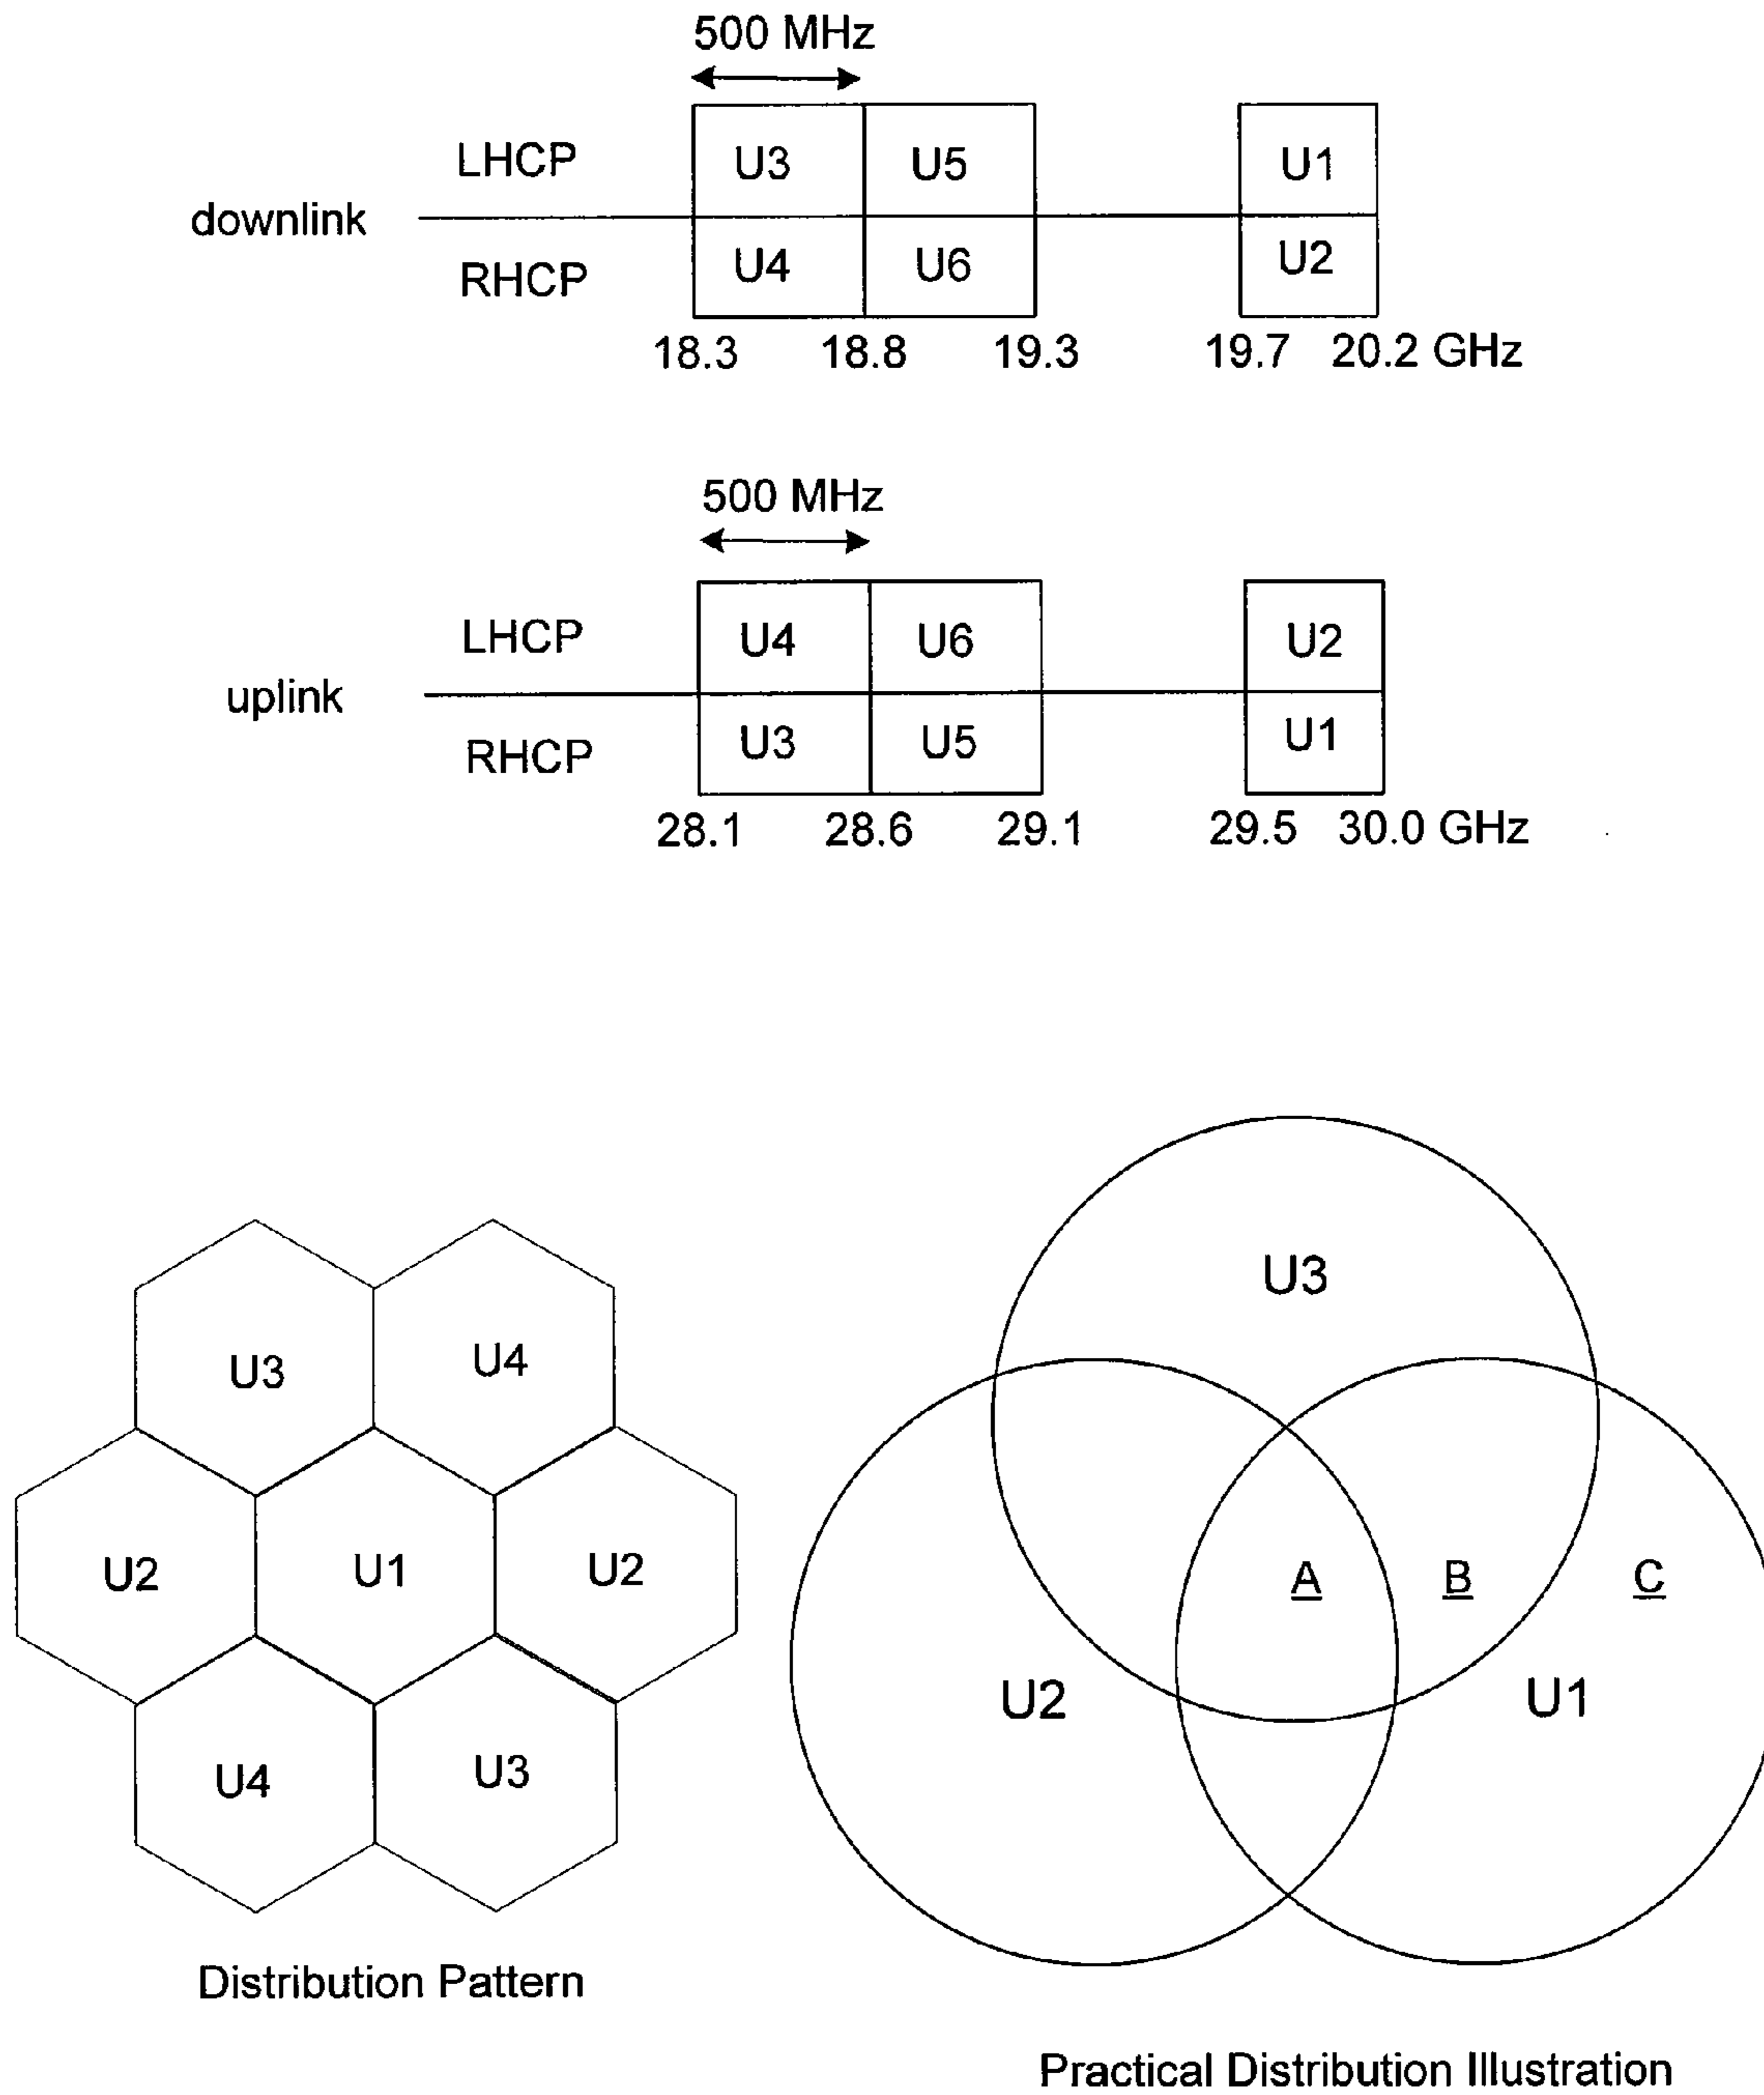 500 MHz
LHCP U3 U5 U1
downlink
RHCP U4 U6 U2
18.3 18.8 19.3 19.7 20.2 GHz
500 MHz
LHCP U4 U6 U2
uplink
RHCP U3 U5 U1
28.1 28.6 29.1 29.5 30.0 GHz
U3 U4
U2 U1 U2
U4 U3
Distribution Pattern
U3
A B C
U2 U1
Practical Distribution Illustration